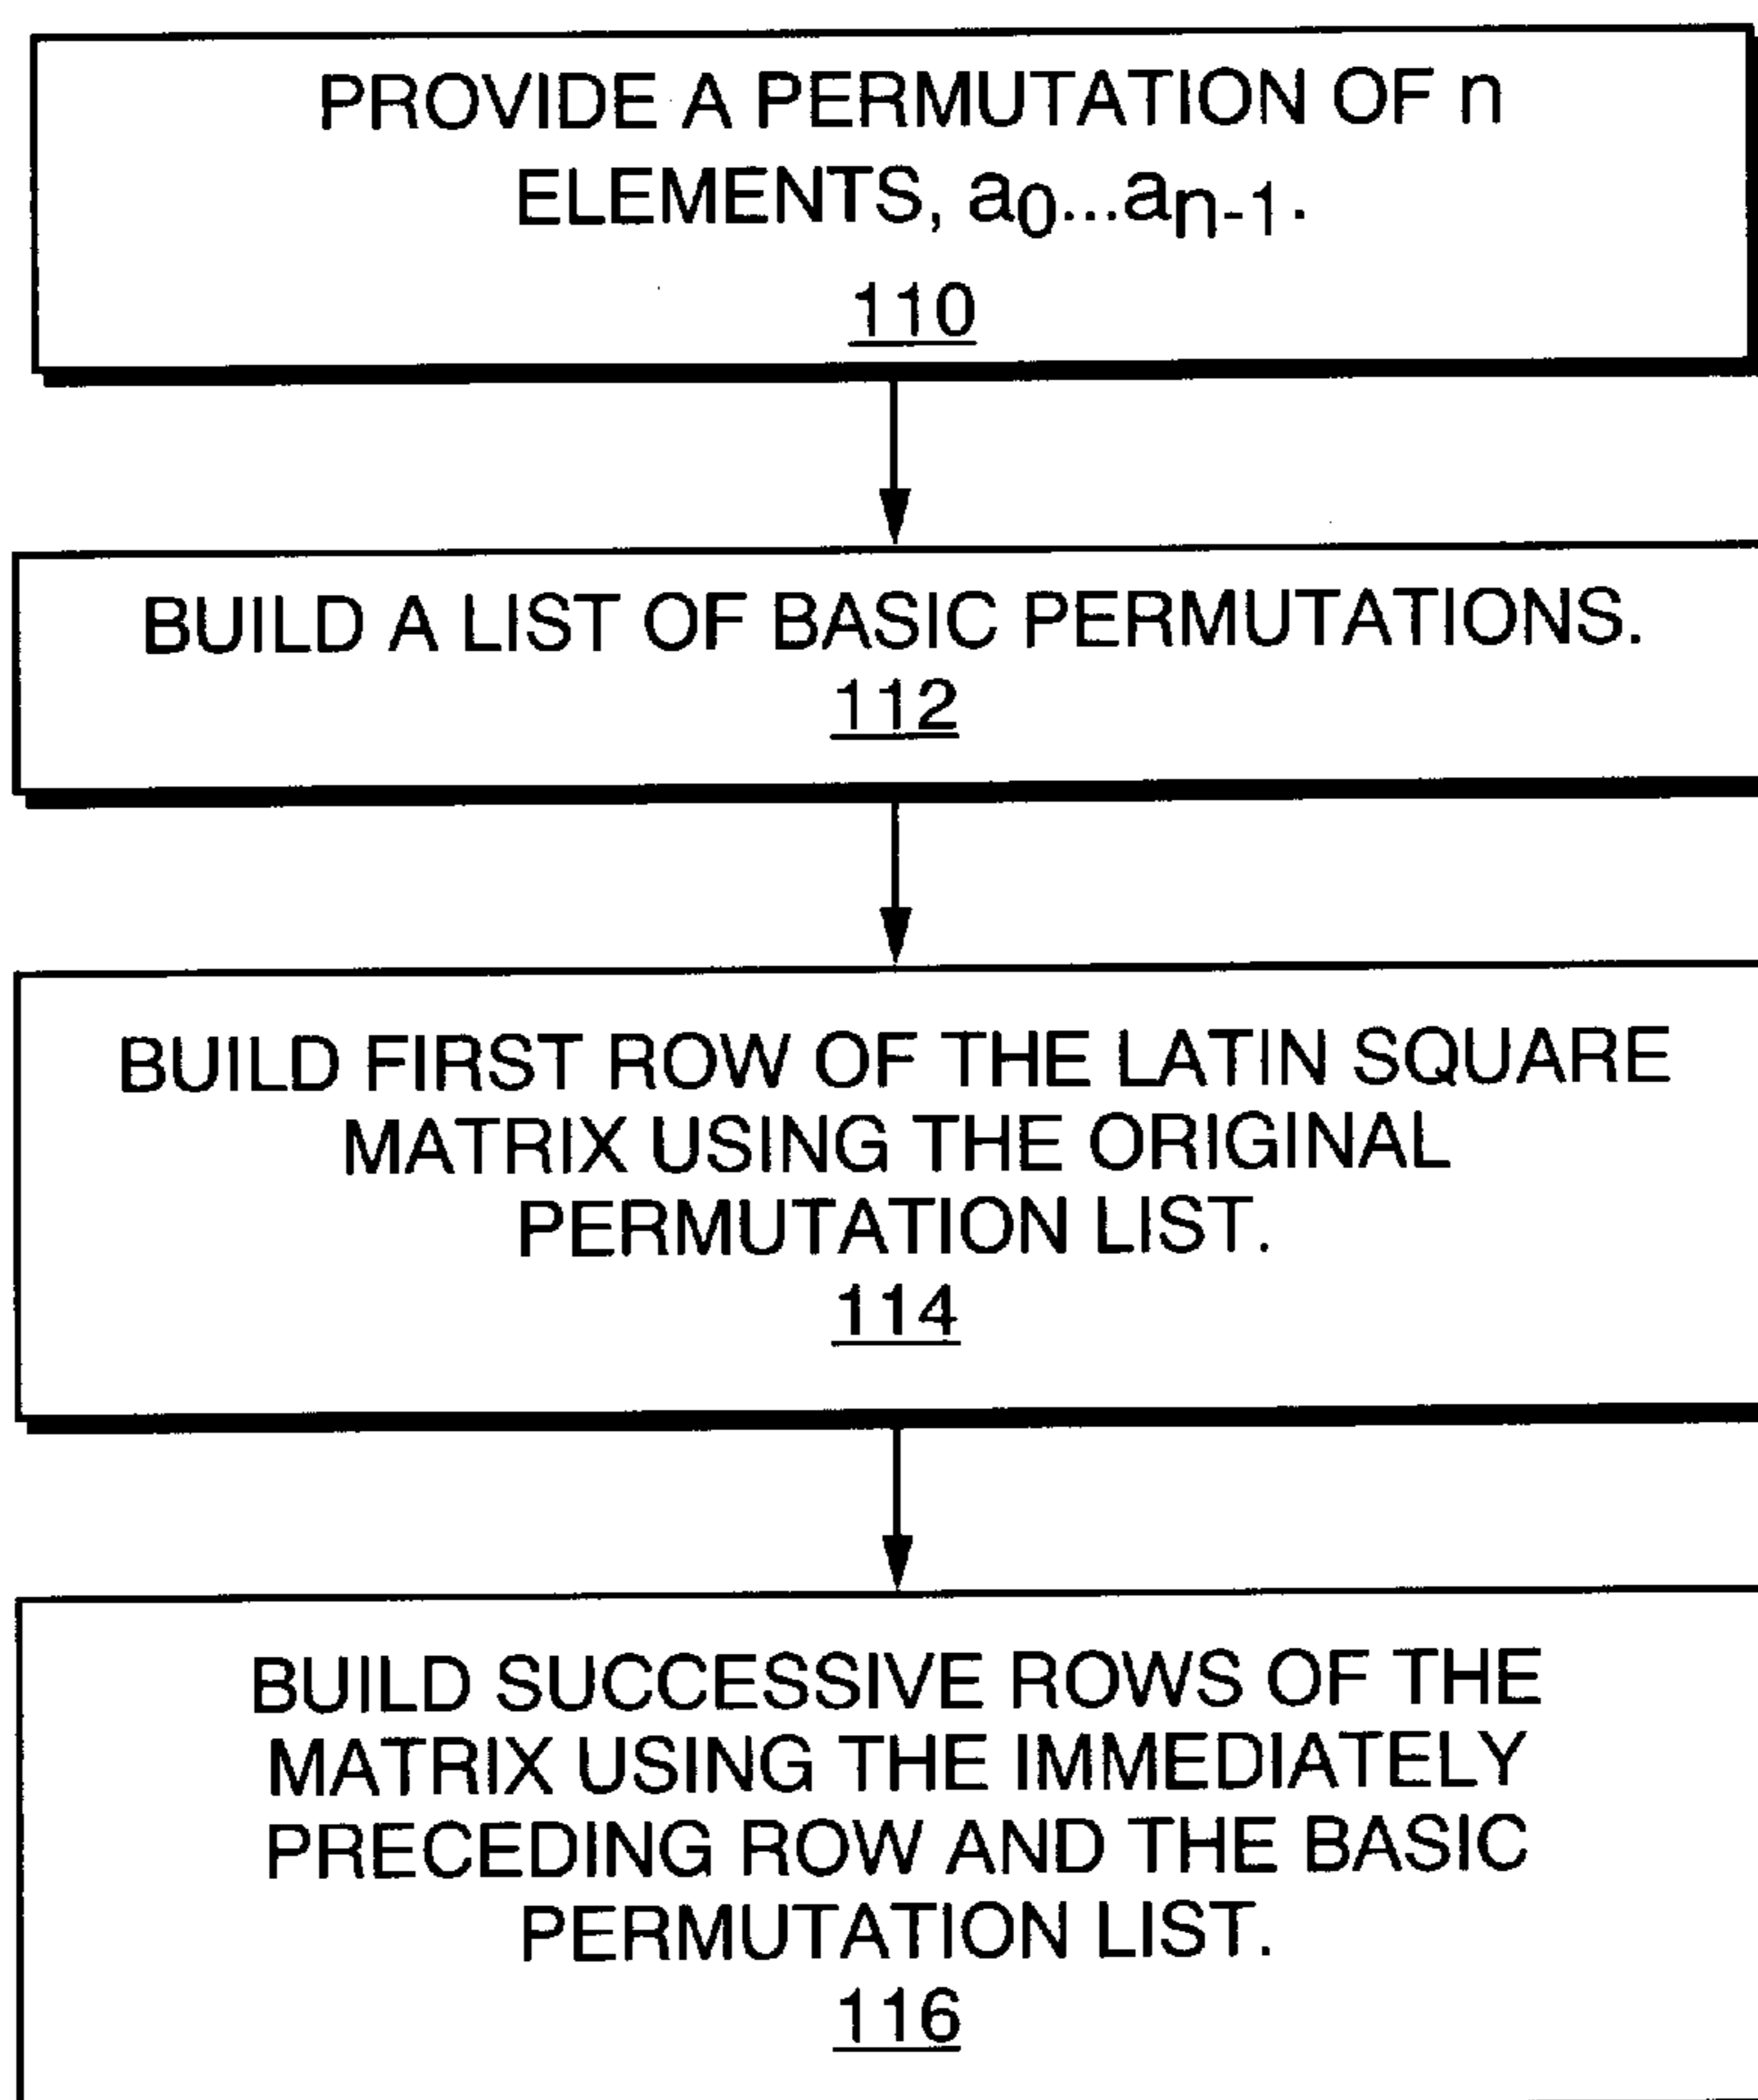 PROVIDE A PERMUTATION OF n
ELEMENTS, a0...an-1.
110
BUILD A LIST OF BASIC PERMUTATIONS.
112
BUILD FIRST ROW OF THE LATIN SQUARE
MATRIX USING THE ORIGINAL
PERMUTATION LIST.
114
BUILD SUCCESSIVE ROWS OF THE
MATRIX USING THE IMMEDIATELY
PRECEDING ROW AND THE BASIC
PERMUTATION LIST.
116